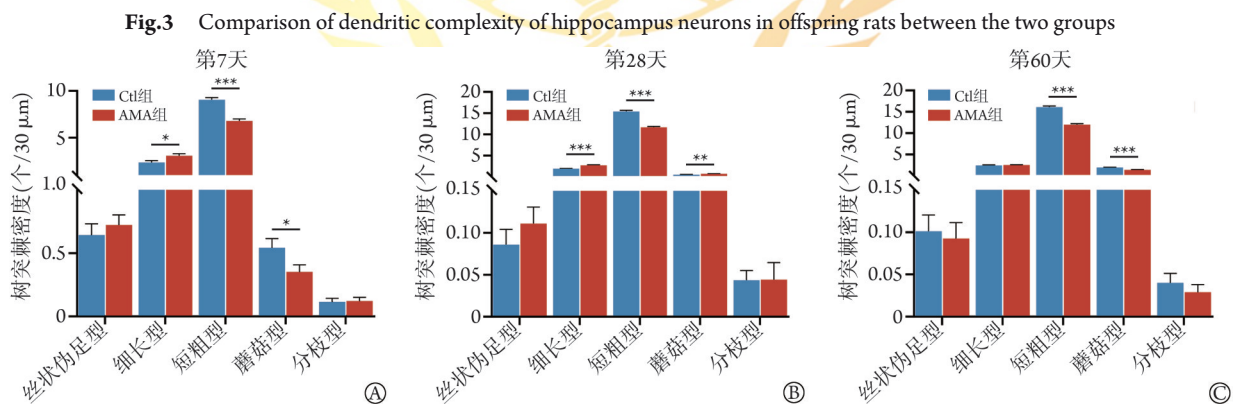 Fig.3 Comparison of dendritic complexity of hippocampus neurons in offspring rats between the two groups
第7天
树突棘密度(个/30 μm)
10
5
1.0
0.5
0
Ctl组
AMA组
*
***
*
丝状伪足型
细长型
短粗型
蘑菇型
分枝型
Ⓐ
第28天
树突棘密度(个/30 μm)
20
15
10
5
0.15
0.10
0.05
0
Ctl组
AMA组
***
***
**
丝状伪足型
细长型
短粗型
蘑菇型
分枝型
Ⓑ
第60天
树突棘密度(个/30 μm)
20
15
10
5
0.15
0.10
0.05
0
Ctl组
AMA组
***
***
丝状伪足型
细长型
短粗型
蘑菇型
分枝型
Ⓒ